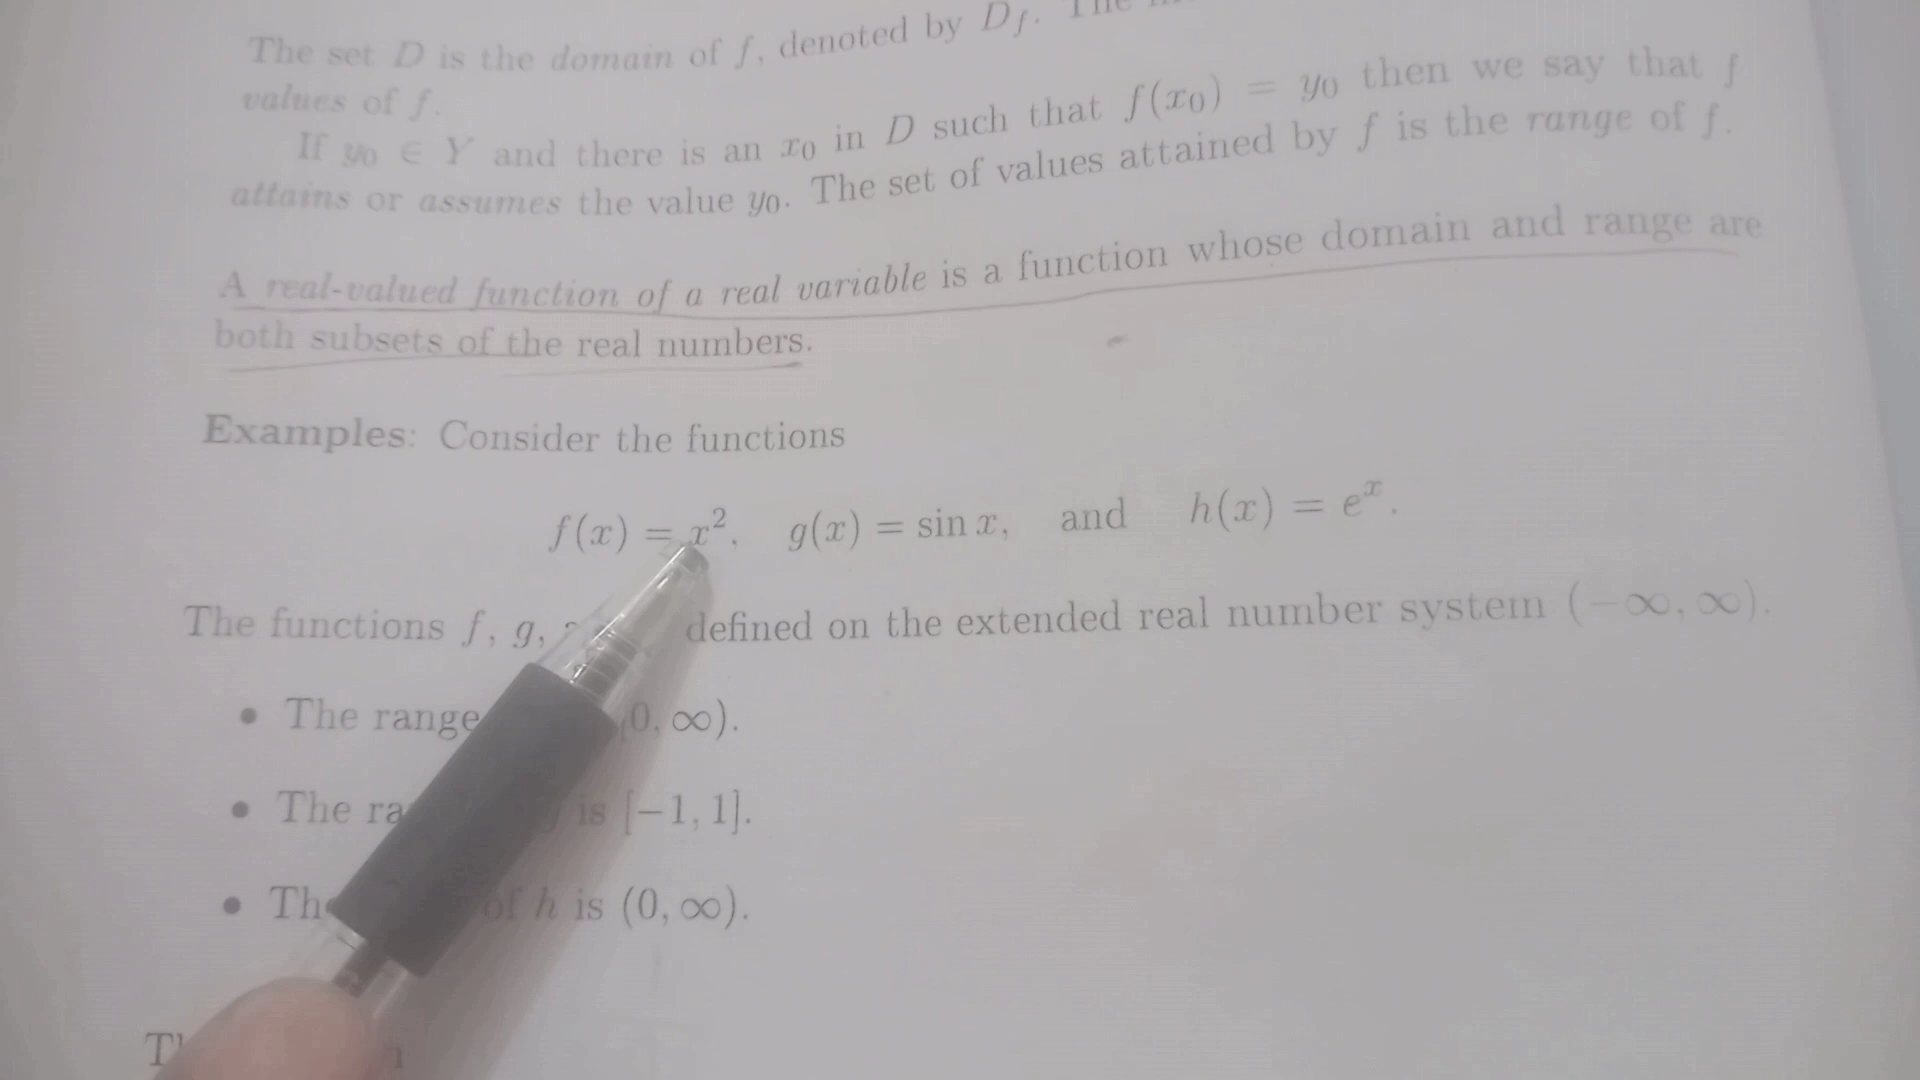 The set D is the domain of f, denoted by D_f. The
values of f.
If y₀ ∈ Y and there is an x₀ in D such that f(x₀) = y₀ then we say that f
attains or assumes the value y₀. The set of values attained by f is the range of f.
A real-valued function of a real variable is a function whose domain and range are
both subsets of the real numbers.
Examples: Consider the functions
f(x) = x², g(x) = sin x, and h(x) = eˣ.
The functions f, g, defined on the extended real number system (−∞, ∞).
• The range 0, ∞).
• The is [−1, 1].
• of h is (0, ∞).